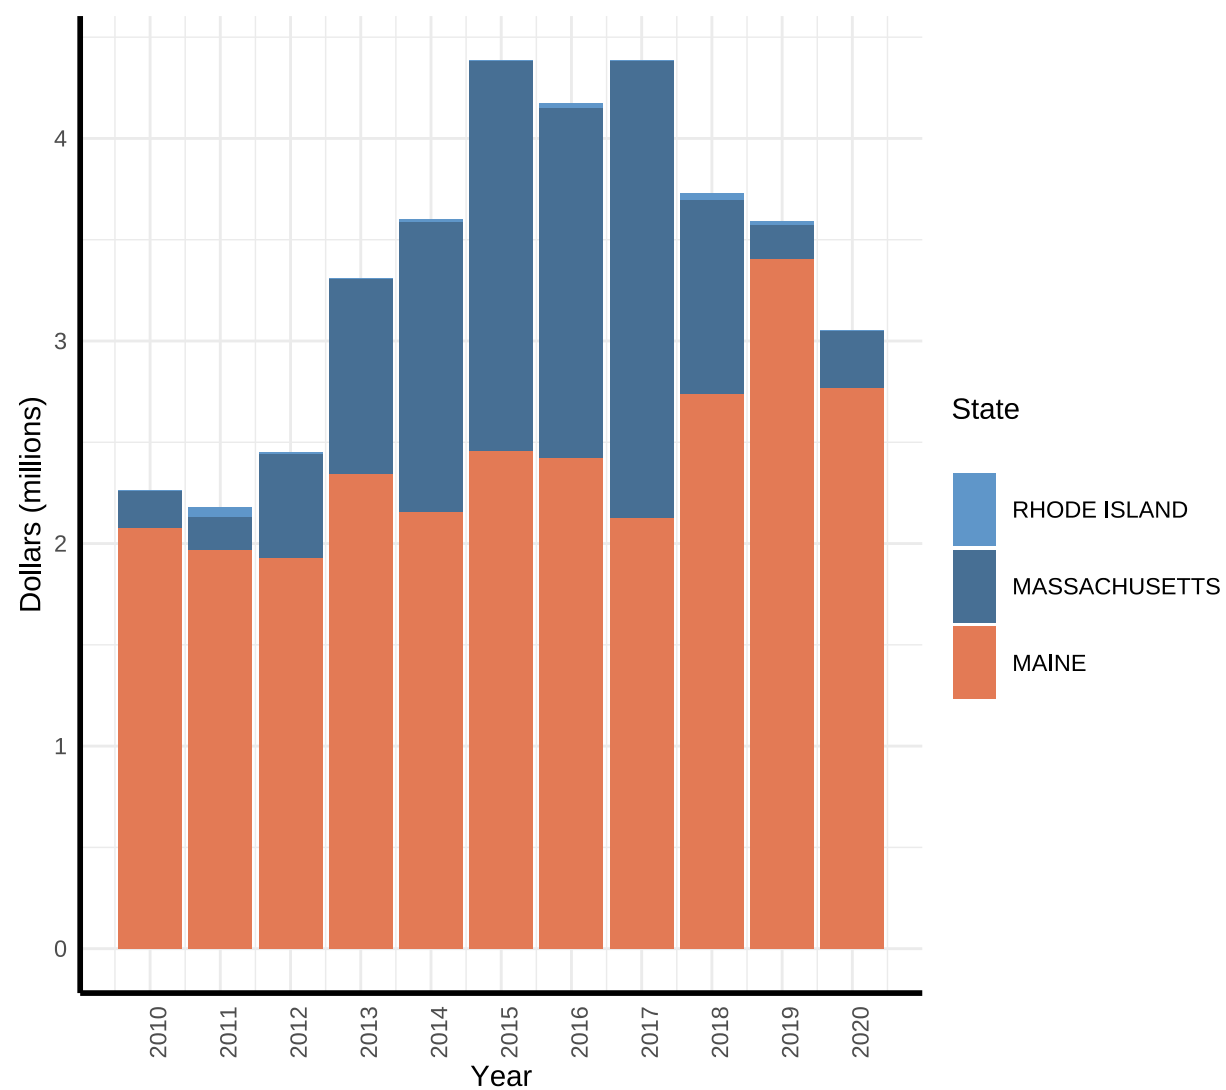 4
3
2
1
0
Dollars (millions)
2010
2011
2012
2013
2014
2015
2016
2017
2018
2019
2020
Year
State
RHODE ISLAND
MASSACHUSETTS
MAINE